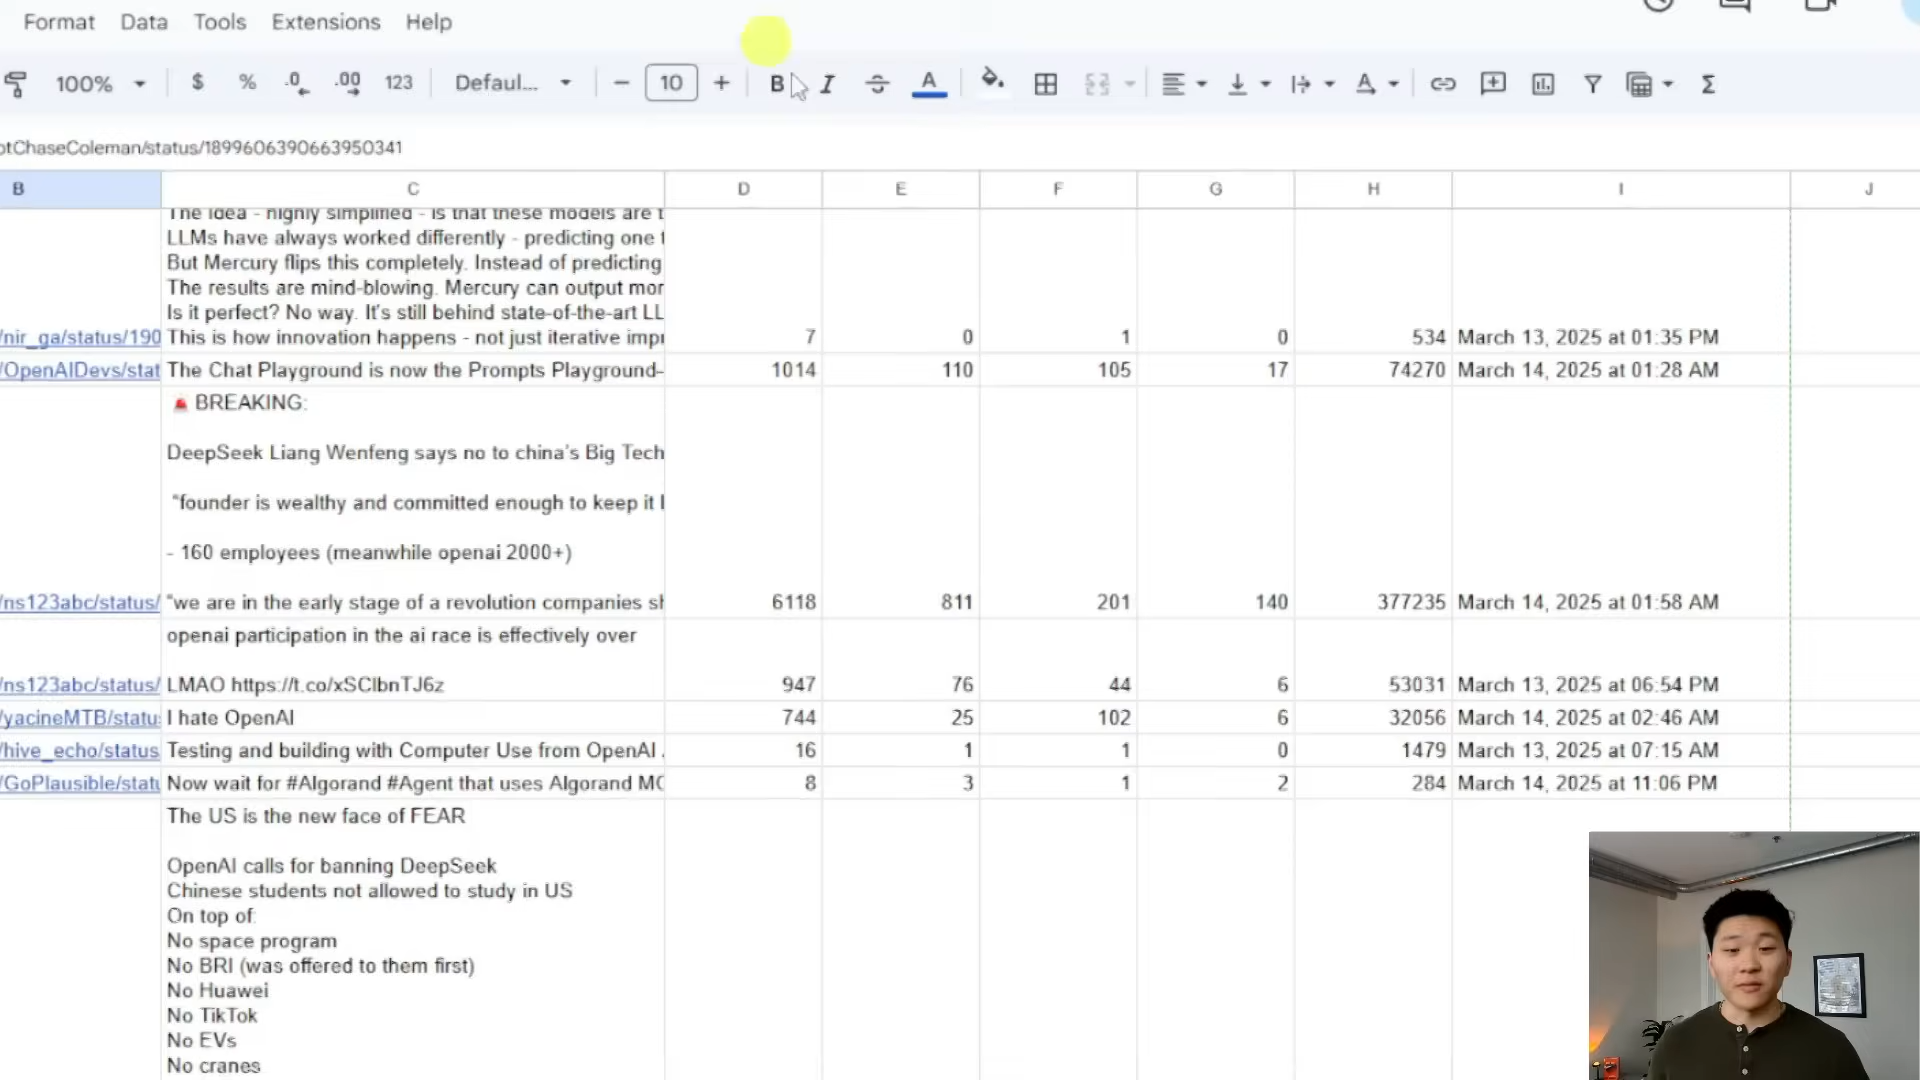 Format Data Tools Extensions Help
100% $ % .0 .00 123 Defaul... 10 B I A Σ
otChaseColeman/status/1899606390663950341
B C D E F G H I J
The idea - highly simplified - is that these models are t
LLMs have always worked differently - predicting one t
But Mercury flips this completely. Instead of predicting
The results are mind-blowing. Mercury can output mor
Is it perfect? No way. It's still behind state-of-the-art LL
/nir_ga/status/190 This is how innovation happens - not just iterative impr 7 0 1 0 534 March 13, 2025 at 01:35 PM
/OpenAIDevs/stat The Chat Playground is now the Prompts Playground- 1014 110 105 17 74270 March 14, 2025 at 01:28 AM
🚨 BREAKING:
DeepSeek Liang Wenfeng says no to china's Big Tech
"founder is wealthy and committed enough to keep it l
- 160 employees (meanwhile openai 2000+)
/ns123abc/status/ "we are in the early stage of a revolution companies sh 6118 811 201 140 377235 March 14, 2025 at 01:58 AM
openai participation in the ai race is effectively over
/ns123abc/status/ LMAO https://t.co/xSClbnTJ6z 947 76 44 6 53031 March 13, 2025 at 06:54 PM
/yacineMTB/statu I hate OpenAI 744 25 102 6 32056 March 14, 2025 at 02:46 AM
/hive_echo/status Testing and building with Computer Use from OpenAI . 16 1 1 0 1479 March 13, 2025 at 07:15 AM
/GoPlausible/statu Now wait for #Algorand #Agent that uses Algorand MC 8 3 1 2 284 March 14, 2025 at 11:06 PM
The US is the new face of FEAR
OpenAI calls for banning DeepSeek
Chinese students not allowed to study in US
On top of:
No space program
No BRI (was offered to them first)
No Huawei
No TikTok
No EVs
No cranes